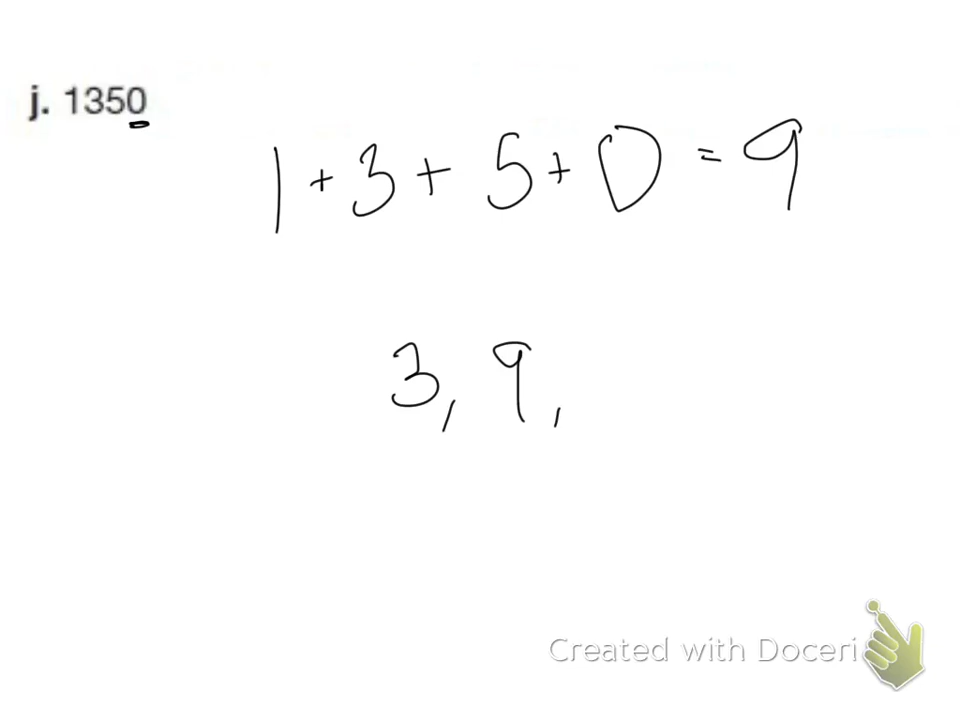 j. 1350
1 + 3 + 5 + 0 = 9
3, 9,
Created with Doceri